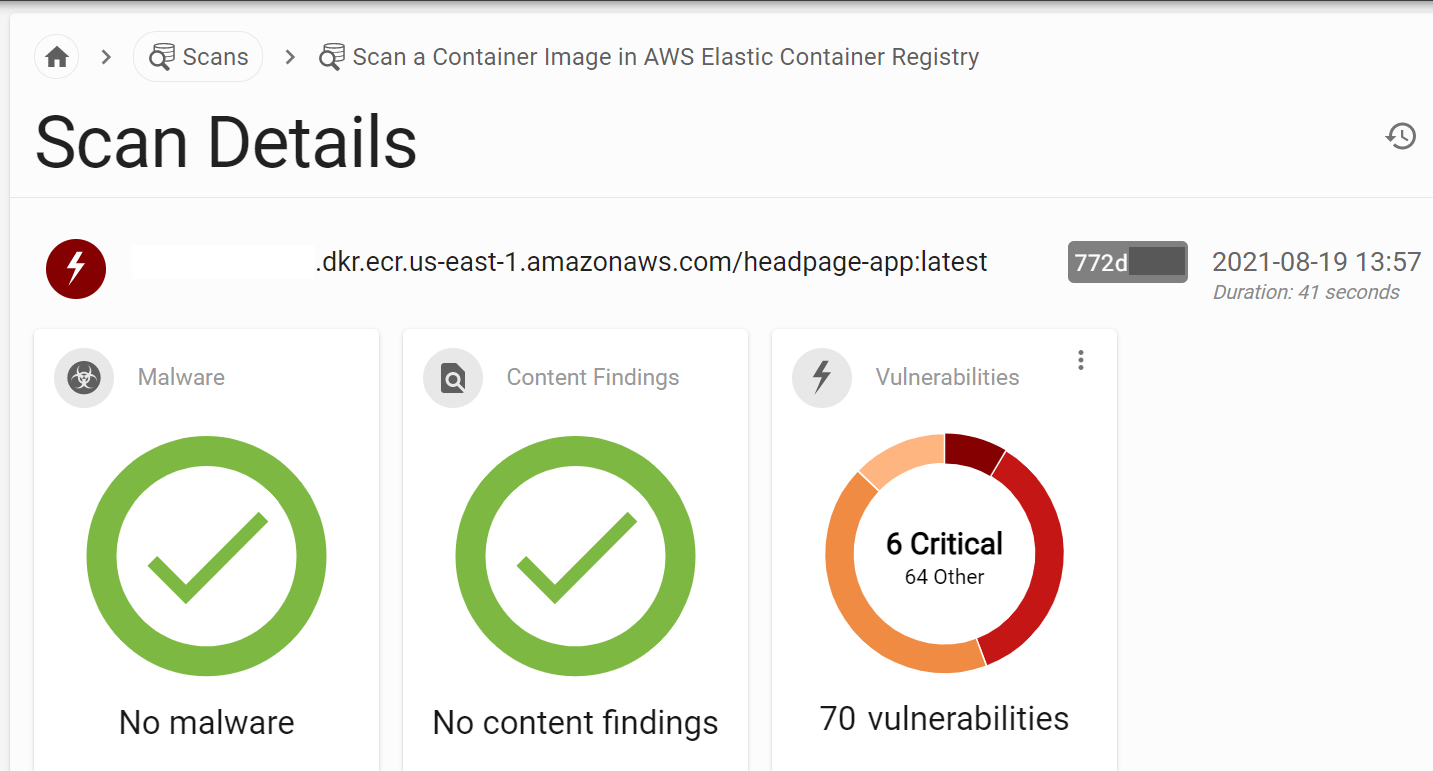 Scans
Scan a Container Image in AWS Elastic Container Registry
Scan Details
.dkr.ecr.us-east-1.amazonaws.com/headpage-app:latest
772d
2021-08-19 13:57
Duration: 41 seconds
Malware
Content Findings
Vulnerabilities
6 Critical
64 Other
No malware
No content findings
70 vulnerabilities